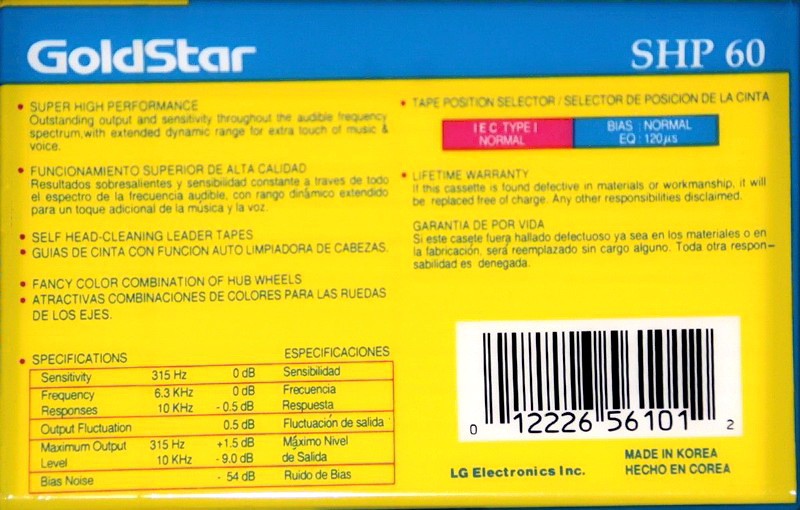 GoldStar
SHP 60
• SUPER HIGH PERFORMANCE
Outstanding output and sensitivity throughout the audible frequency
spectrum,with extended dynamic range for extra touch of music &
voice.
• FUNCIONAMIENTO SUPERIOR DE ALTA CALIDAD
Resultados sobresalientes y sensibilidad constante a traves de todo
el espectro de la frecuencia audible, con rango dinámico extendido
para un toque adicional de la música y la voz.
• SELF HEAD-CLEANING LEADER TAPES
• GUIAS DE CINTA CON FUNCION AUTO LIMPIADORA DE CABEZAS.
• FANCY COLOR COMBINATION OF HUB WHEELS
• ATRACTIVAS COMBINACIONES DE COLORES PARA LAS RUEDAS
DE LOS EJES.
• SPECIFICATIONS ESPECIFICACIONES
Sensitivity 315 Hz 0 dB Sensibilidad
Frequency 6.3 KHz 0 dB Frecuencia
Responses 10 KHz - 0.5 dB Respuesta
Output Fluctuation 0.5 dB Fluctuación de salida
Maximum Output 315 Hz +1.5 dB Máximo Nivel
Level 10 KHz - 9.0 dB de Salida
Bias Noise - 54 dB Ruido de Bias
• TAPE POSITION SELECTOR / SELECTOR DE POSICION DE LA CINTA
IEC TYPE I
NORMAL
BIAS : NORMAL
EQ : 120µs
• LIFETIME WARRANTY
If this cassette is found defective in materials or workmanship, it will
be replaced free of charge. Any other responsibilities disclaimed.
GARANTIA DE POR VIDA
Si este casete fuera hallado defectuoso ya sea en los materiales o en
la fabricación, será reemplazado sin cargo alguno. Toda otra respon-
sabilidad es denegada.
0 12226 56101 2
LG Electronics Inc.
MADE IN KOREA
HECHO EN COREA